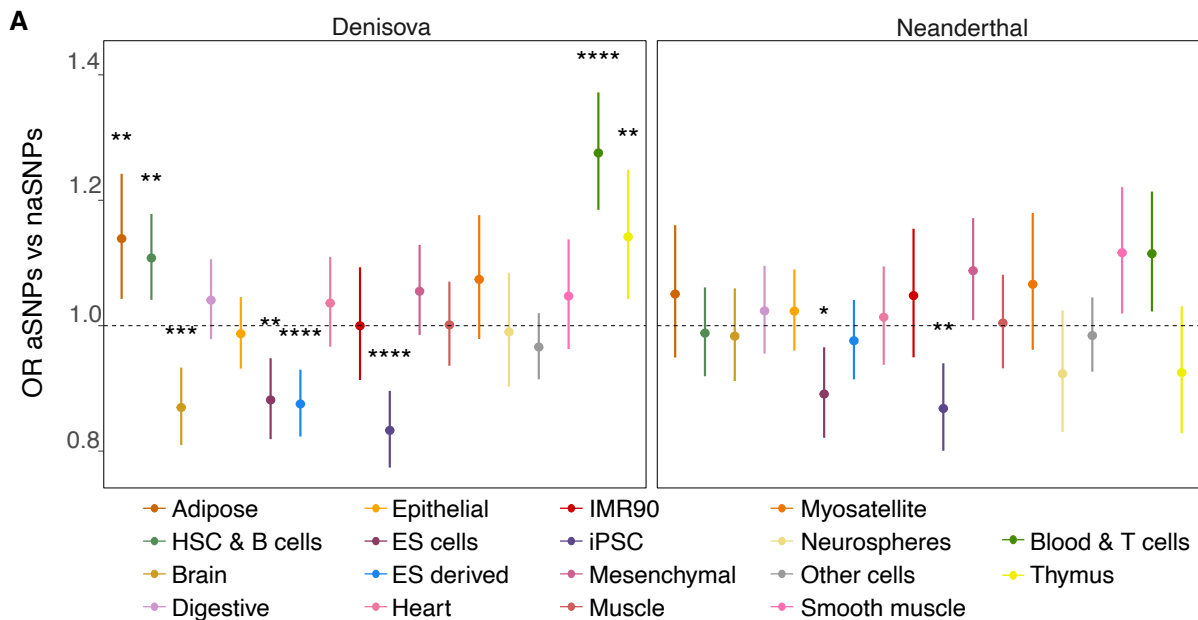 A
Denisova
Neanderthal
OR aSNPs vs naSNPs
1.4
1.2
1.0
0.8
**
**
***
**
****
****
****
**
*
**
Adipose
Epithelial
IMR90
Myosatellite
HSC & B cells
ES cells
iPSC
Neurospheres
Blood & T cells
Brain
ES derived
Mesenchymal
Other cells
Thymus
Digestive
Heart
Muscle
Smooth muscle